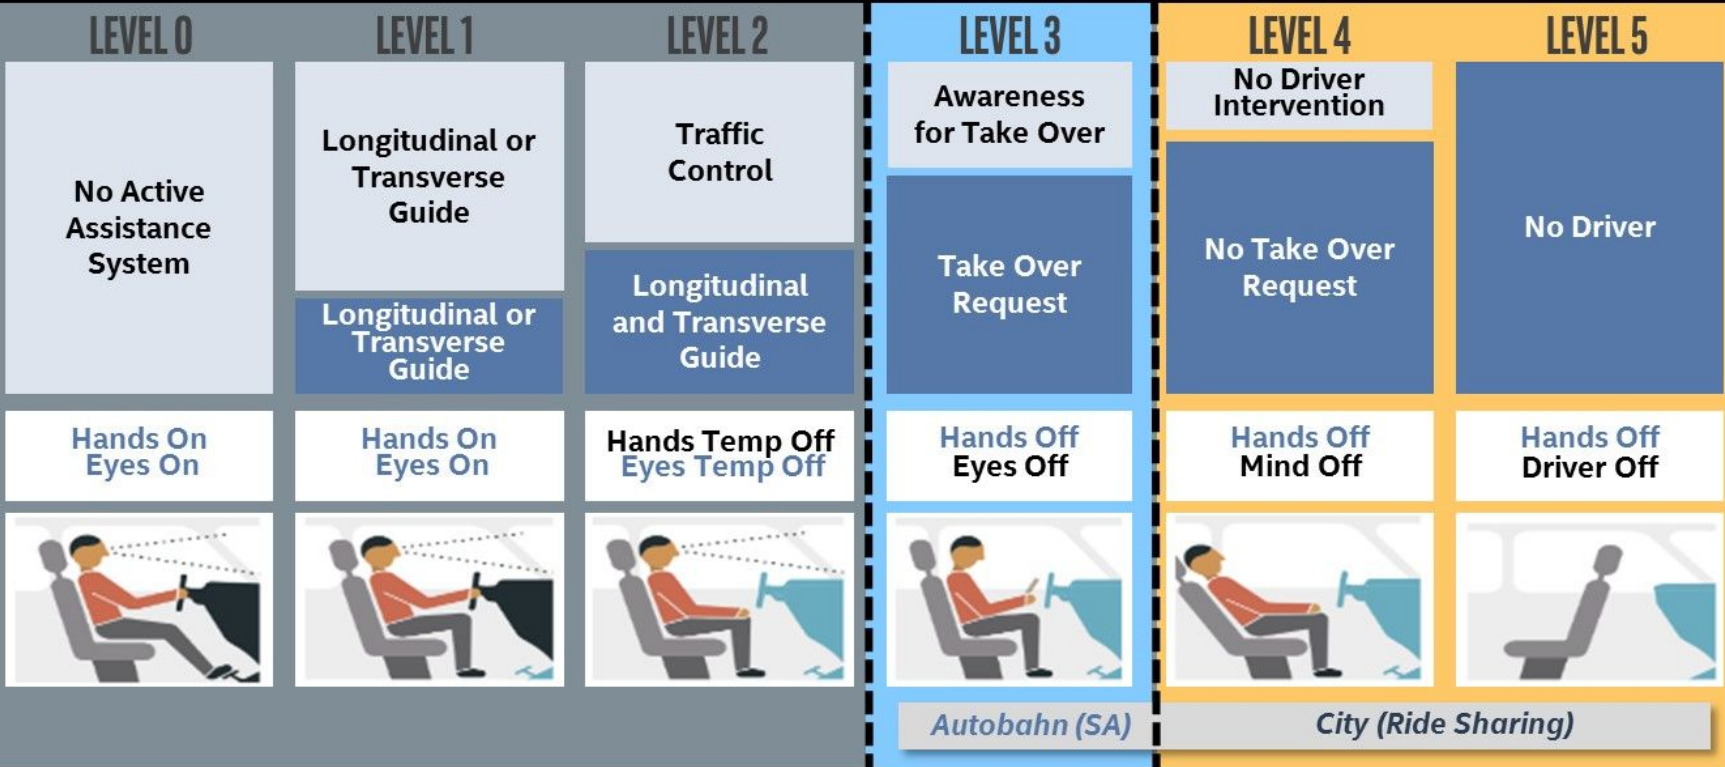 LEVEL 0
LEVEL 1
LEVEL 2
LEVEL 3
LEVEL 4
LEVEL 5
No Active
Assistance
System
Longitudinal or
Transverse
Guide
Longitudinal or
Transverse
Guide
Traffic
Control
Longitudinal
and Transverse
Guide
Awareness
for Take Over
Take Over
Request
No Driver
Intervention
No Take Over
Request
No Driver
Hands On
Eyes On
Hands On
Eyes On
Hands Temp Off
Eyes Temp Off
Hands Off
Eyes Off
Hands Off
Mind Off
Hands Off
Driver Off
Autobahn (SA)
City (Ride Sharing)